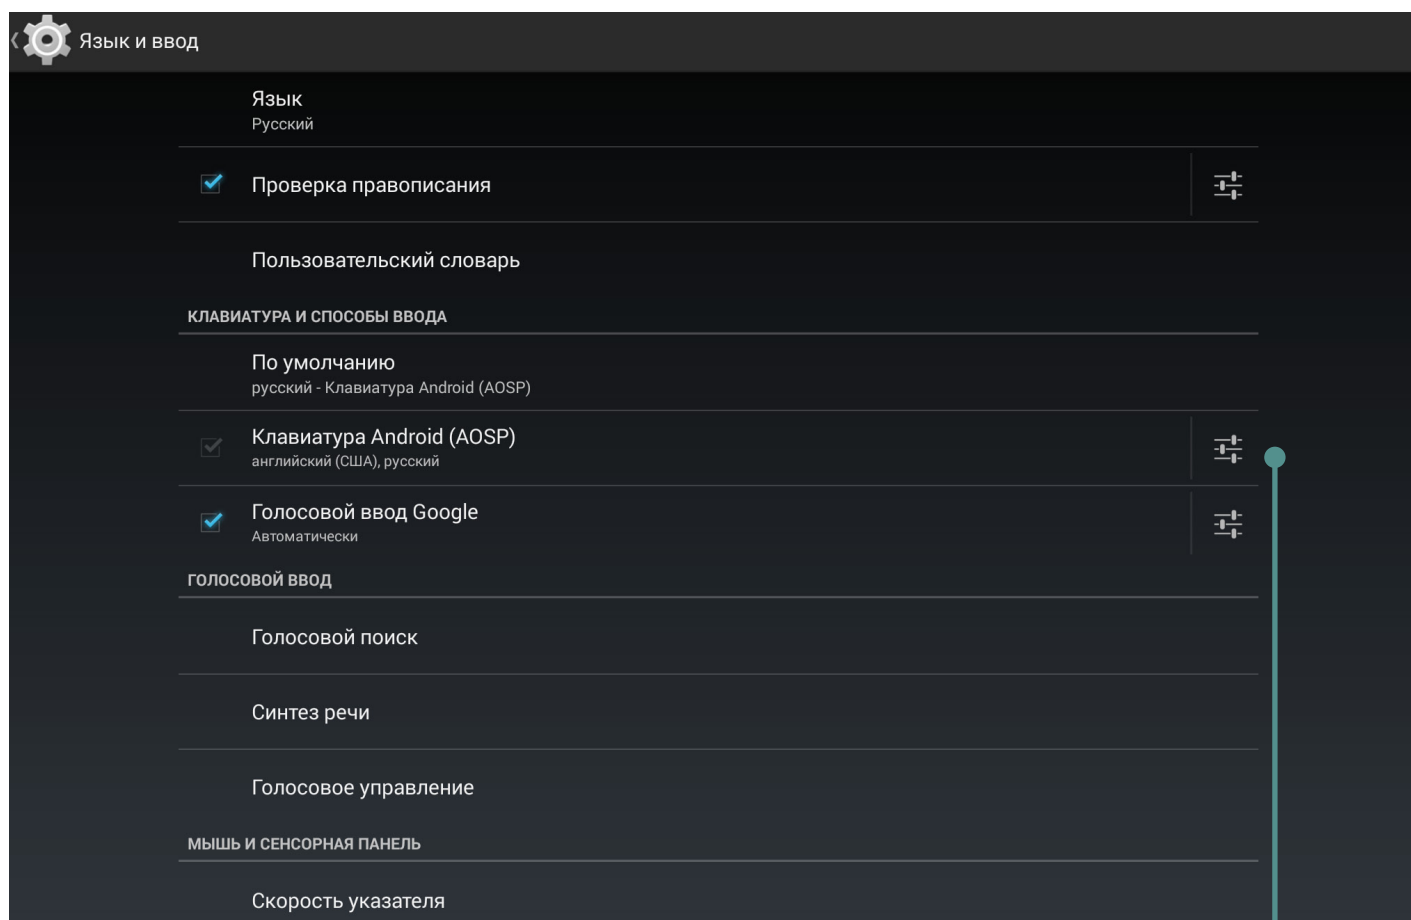 Язык и ввод
Язык
Русский
Проверка правописания
Пользовательский словарь
КЛАВИАТУРА И СПОСОБЫ ВВОДА
По умолчанию
русский - Клавиатура Android (AOSP)
Клавиатура Android (AOSP)
английский (США), русский
Голосовой ввод Google
Автоматически
ГОЛОСОВОЙ ВВОД
Голосовой поиск
Синтез речи
Голосовое управление
МЫШЬ И СЕНСОРНАЯ ПАНЕЛЬ
Скорость указателя